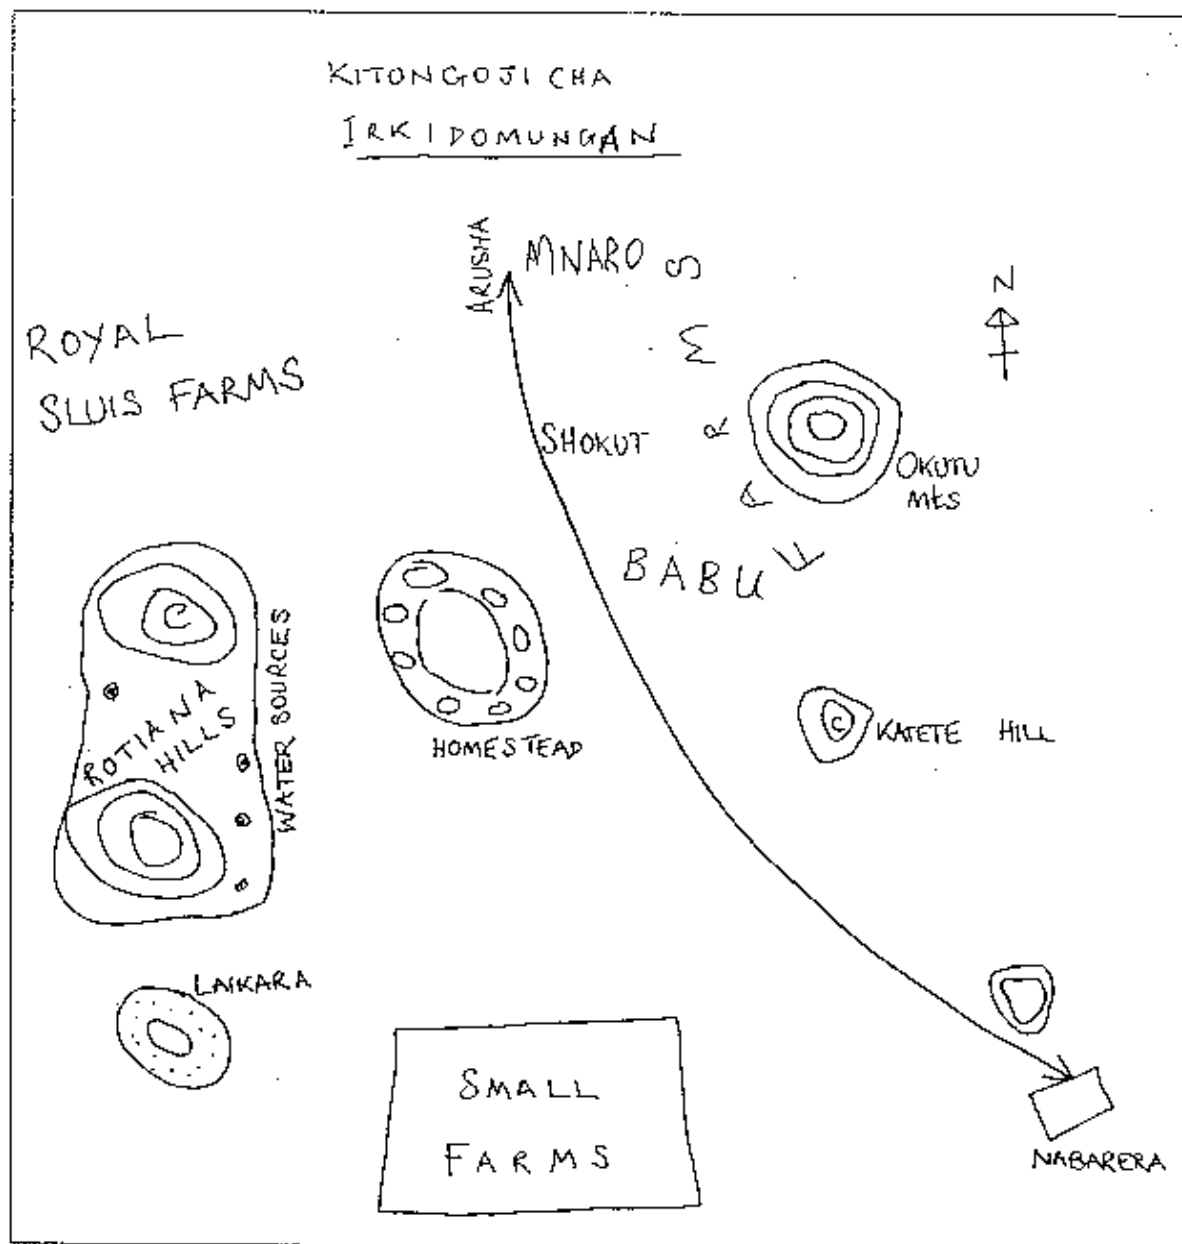 KITONGOJI CHA
IRKIDOMUNGAN
ARUSHA
MNARO
N
ROYAL
SLUIS FARMS
SHOKUT
FARMS
OKUTU
Mts
BABU
WATER SOURCES
ROTIANA
HILLS
HOMESTEAD
KATETE HILL
LAIKARA
SMALL
FARMS
NABARERA